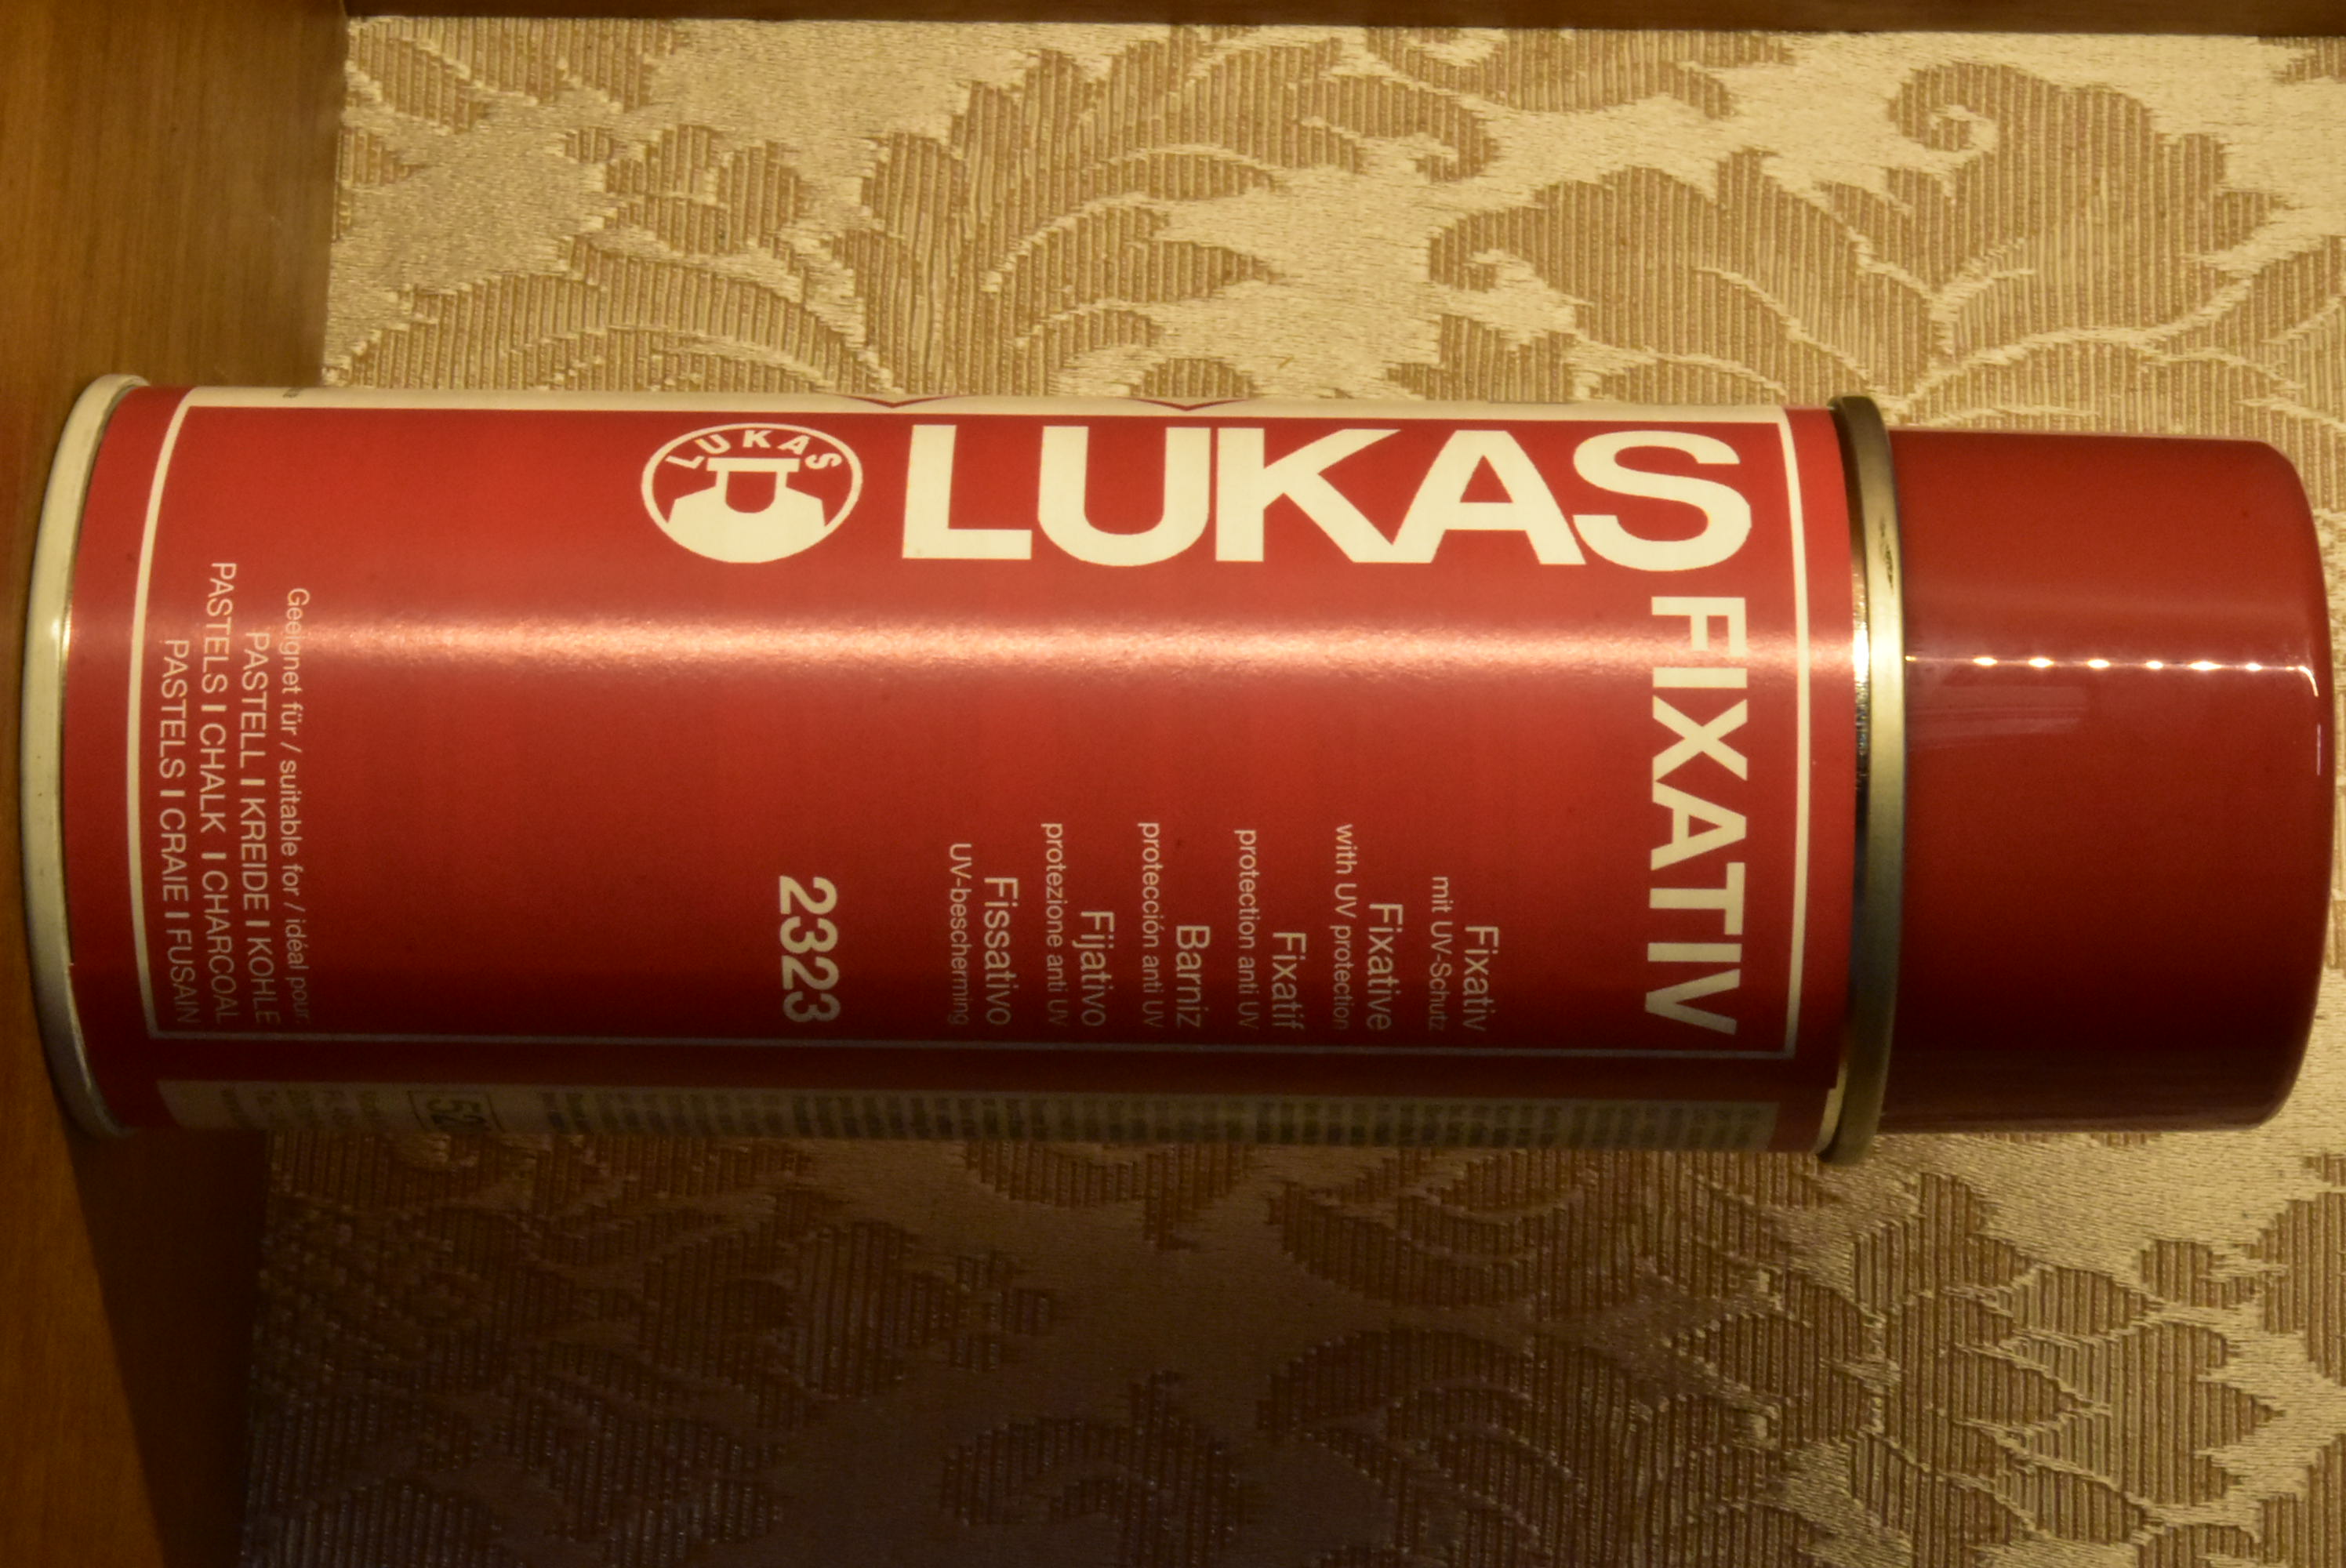 LUKAS
LUKAS
FIXATIV
Fixativ
mit UV-Schutz
Fixative
with UV protection
Fixatif
protection anti UV
Barniz
protección anti UV
Fijativo
protezione anti UV
Fissativo
UV-bescherming
2323
Geeignet für / suitable for / idéal pour:
PASTELL I KREIDE I KOHLE
PASTELS I CHALK I CHARCOAL
PASTELS I CRAIE I FUSAIN
52